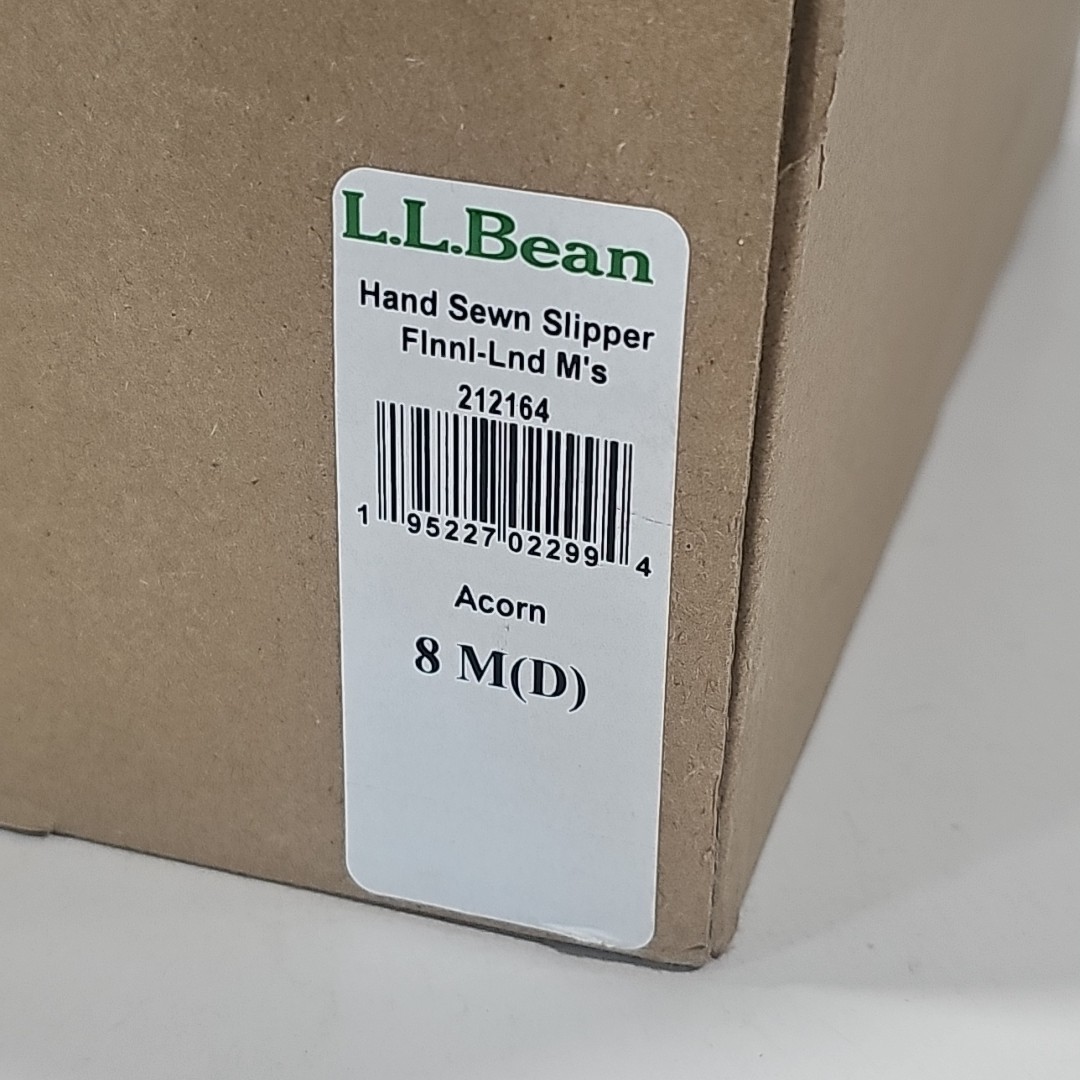 L.L.Bean
Hand Sewn Slipper
Flnnl-Lnd M's
212164
1 95227 02299 4
Acorn
8 M(D)